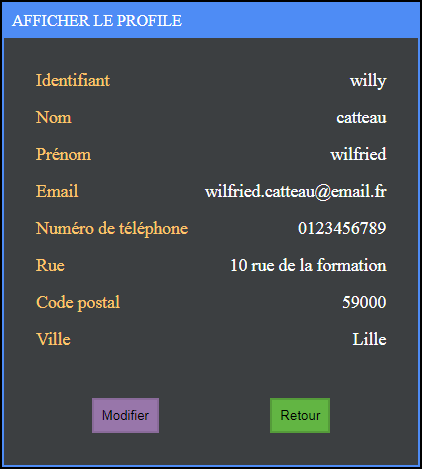 AFFICHER LE PROFILE
Identifiant willy
Nom catteau
Prénom wilfried
Email wilfried.catteau@email.fr
Numéro de téléphone 0123456789
Rue 10 rue de la formation
Code postal 59000
Ville Lille
Modifier Retour